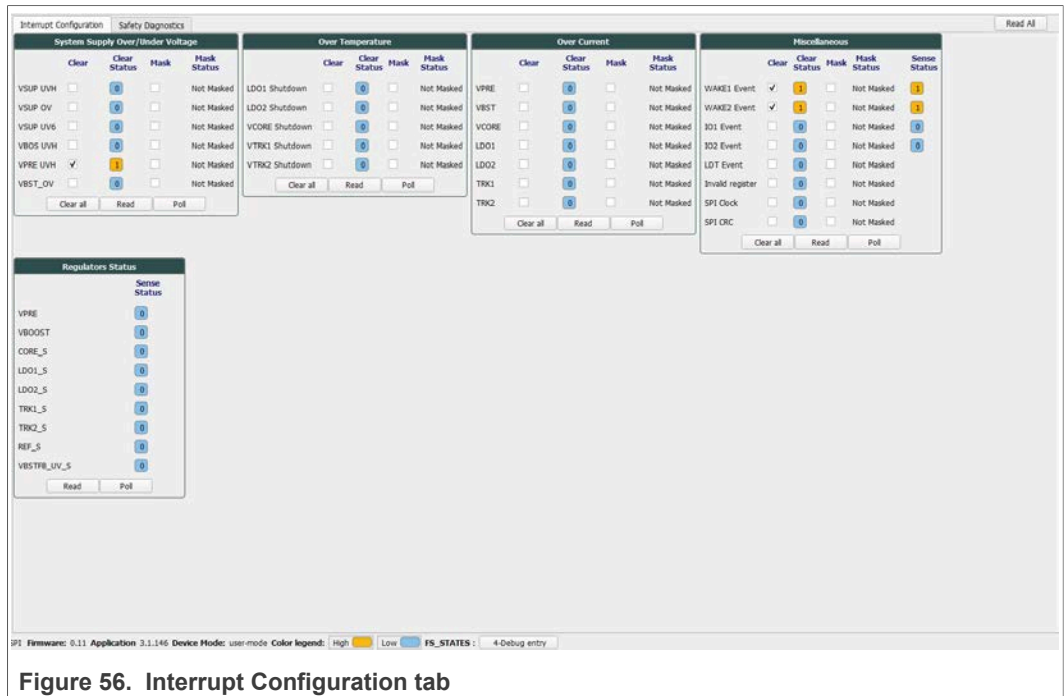 Interrupt Configuration Safety Diagnostics Read All
System Supply Over/Under Voltage
Clear Clear Status Mask Mask Status
VSUP UVH 0 Not Masked
VSUP OV 0 Not Masked
VSUP UV6 0 Not Masked
VBOS UVH 0 Not Masked
VPRE UVH 1 Not Masked
VBST_OV 0 Not Masked
Clear all Read Poll
Over Temperature
Clear Clear Status Mask Mask Status
LDO1 Shutdown 0 Not Masked
LDO2 Shutdown 0 Not Masked
VCORE Shutdown 0 Not Masked
VTRK1 Shutdown 0 Not Masked
VTRK2 Shutdown 0 Not Masked
Clear all Read Poll
Over Current
Clear Clear Status Mask Mask Status
VPRE 0 Not Masked
VBST 0 Not Masked
VCORE 0 Not Masked
LDO1 0 Not Masked
LDO2 0 Not Masked
TRK1 0 Not Masked
TRK2 0 Not Masked
Clear all Read Poll
Miscellaneous
Clear Clear Status Mask Mask Status Sense Status
WAKE1 Event 1 Not Masked 1
WAKE2 Event 1 Not Masked 1
IO1 Event 0 Not Masked 0
IO2 Event 0 Not Masked 0
LDT Event 0 Not Masked
Invalid register 0 Not Masked
SPI Clock 0 Not Masked
SPI CRC 0 Not Masked
Clear all Read Poll
Regulators Status
Sense Status
VPRE 0
VBOOST 0
CORE_S 0
LDO1_S 0
LDO2_S 0
TRK1_S 0
TRK2_S 0
REF_S 0
VBSTFB_UV_S 0
Read Poll
SPI Firmware: 0.11 Application 3.1.146 Device Mode: user-mode Color legend: High Low FS_STATES : 4-Debug entry
Figure 56. Interrupt Configuration tab